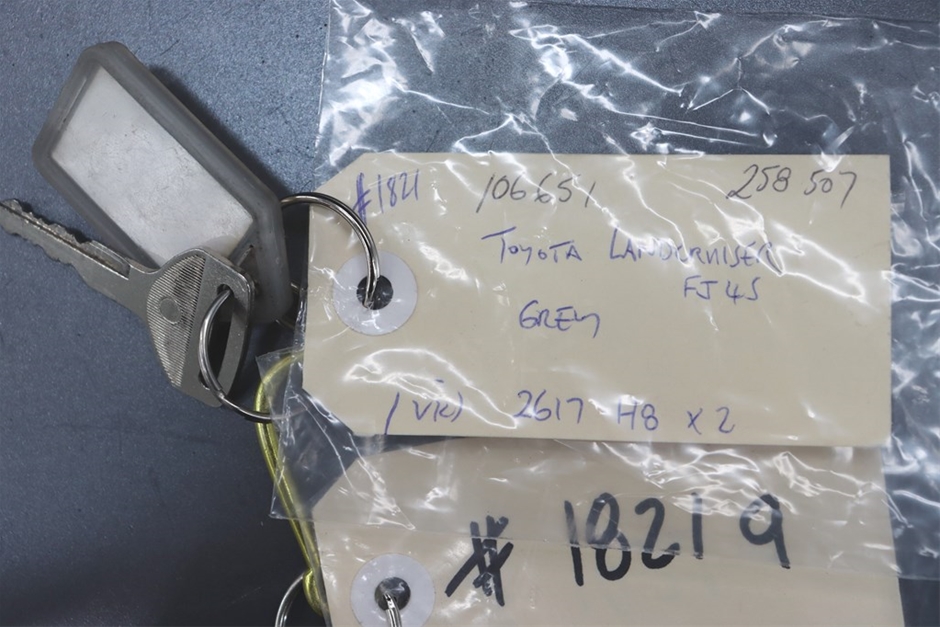 #1821 106651 258 507
TOYOTA LANDCRUISER
FJ45
GREY
(VIC) 2617 H8 x 2
# 1821 9